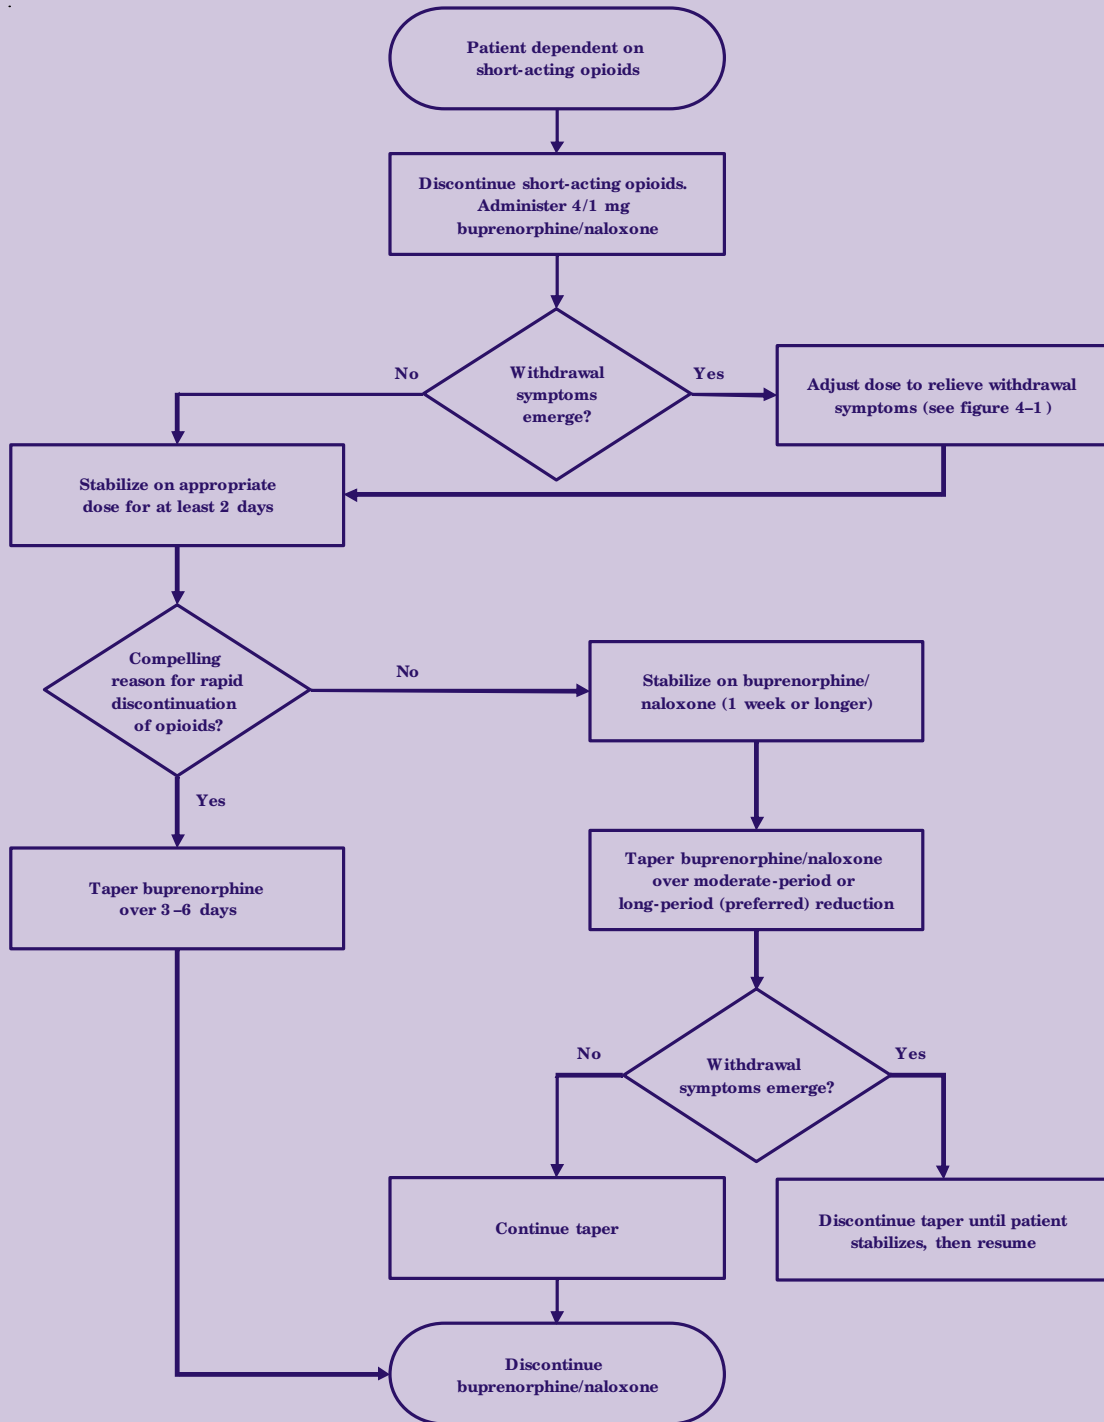 Patient dependent on
short-acting opioids
Discontinue short-acting opioids.
Administer 4/1 mg
buprenorphine/naloxone
No
Withdrawal
symptoms
emerge?
Yes
Adjust dose to relieve withdrawal
symptoms (see figure 4–1)
Stabilize on appropriate
dose for at least 2 days
Compelling
reason for rapid
discontinuation
of opioids?
No
Stabilize on buprenorphine/
naloxone (1 week or longer)
Yes
Taper buprenorphine
over 3–6 days
Taper buprenorphine/naloxone
over moderate-period or
long-period (preferred) reduction
No
Withdrawal
symptoms emerge?
Yes
Continue taper
Discontinue taper until patient
stabilizes, then resume
Discontinue
buprenorphine/naloxone